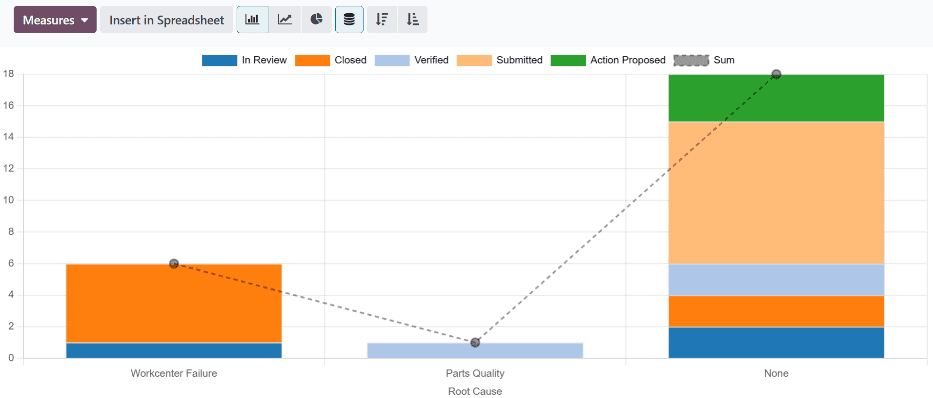 Measures Insert in Spreadsheet
In Review Closed Verified Submitted Action Proposed Sum
18
16
14
12
10
8
6
4
2
0
Workcenter Failure Parts Quality None
Root Cause